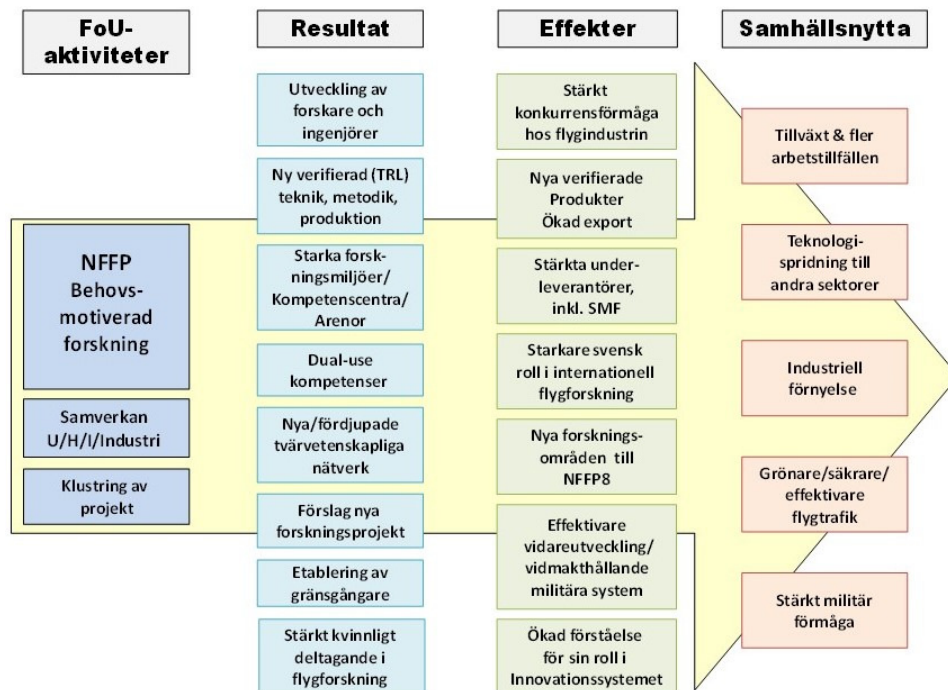 FoU-
aktiviteter
Resultat
Effekter
Samhällsnytta
NFFP
Behovs-
motiverad
forskning
Samverkan
U/H/I/Industri
Klustring av
projekt
Utveckling av
forskare och
ingenjörer
Ny verifierad (TRL)
teknik, metodik,
produktion
Starka forsk-
ningsmiljöer/
Kompetenscentra/
Arenor
Dual-use
kompetenser
Nya/fördjupade
tvärvetenskapliga
nätverk
Förslag nya
forskningsprojekt
Etablering av
gränsgångare
Stärkt kvinnligt
deltagande i
flygforskning
Stärkt
konkurrensförmåga
hos flygindustrin
Nya verifierade
Produkter
Ökad export
Stärkta under-
leverantörer,
inkl. SMF
Starkare svensk
roll i internationell
flygforskning
Nya forsknings-
områden till
NFFP8
Effektivare
vidareutveckling/
vidmakthållande
militära system
Ökad förståelse
för sin roll i
Innovationssystemet
Tillväxt & fler
arbetstillfällen
Teknologi-
spridning till
andra sektorer
Industriell
förnyelse
Grönare/säkrare/
effektivare
flygtrafik
Stärkt militär
förmåga